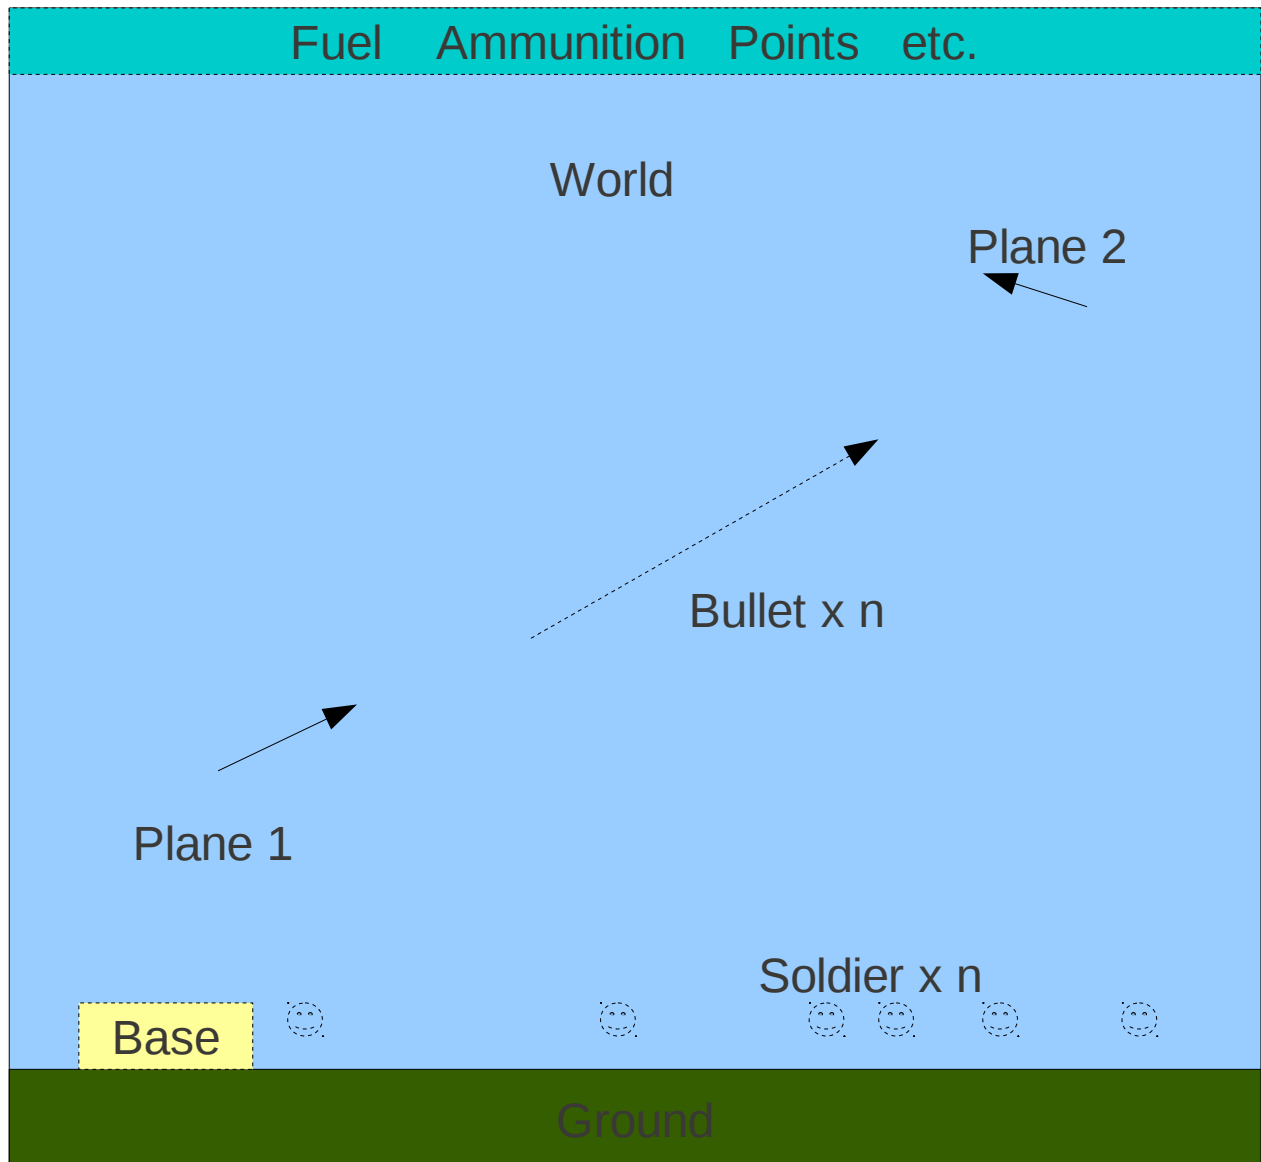 Fuel Ammunition Points etc.
World
Plane 2
Bullet x n
Plane 1
Soldier x n
Base
Ground